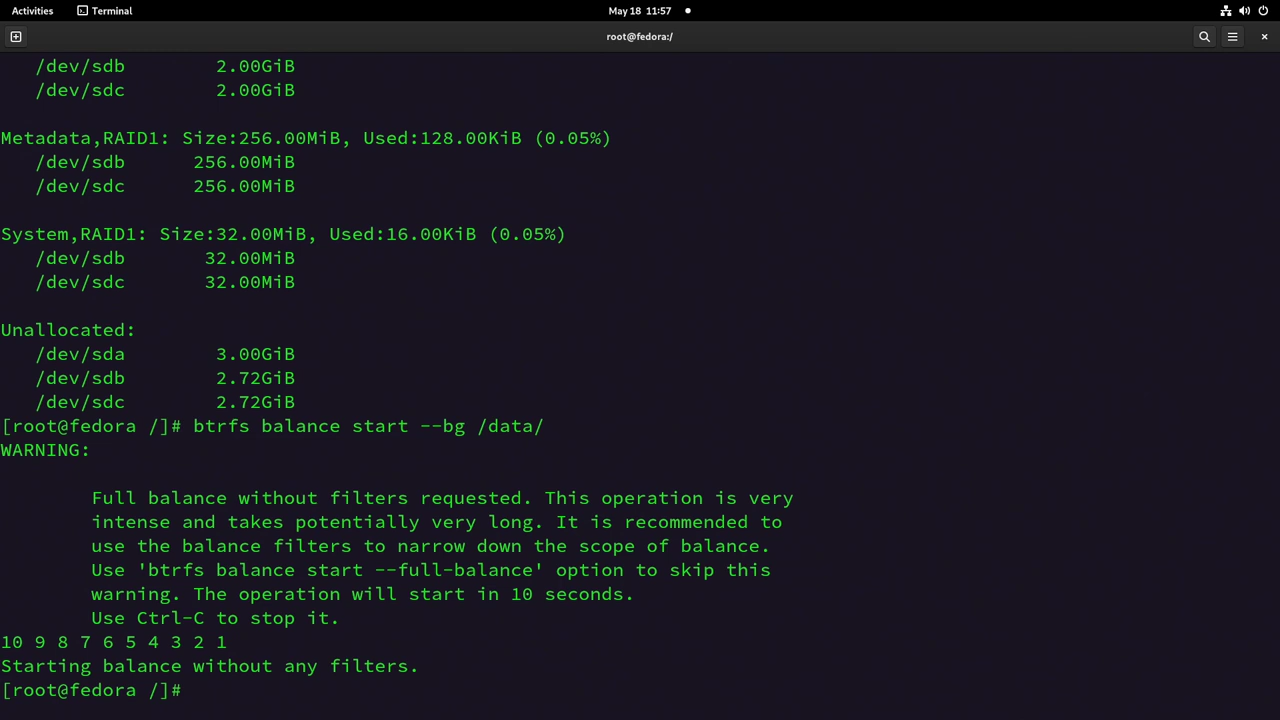 Activities Terminal May 18 11:57
root@fedora:/
/dev/sdb 2.00GiB
/dev/sdc 2.00GiB
Metadata,RAID1: Size:256.00MiB, Used:128.00KiB (0.05%)
/dev/sdb 256.00MiB
/dev/sdc 256.00MiB
System,RAID1: Size:32.00MiB, Used:16.00KiB (0.05%)
/dev/sdb 32.00MiB
/dev/sdc 32.00MiB
Unallocated:
/dev/sda 3.00GiB
/dev/sdb 2.72GiB
/dev/sdc 2.72GiB
[root@fedora /]# btrfs balance start --bg /data/
WARNING:
Full balance without filters requested. This operation is very
intense and takes potentially very long. It is recommended to
use the balance filters to narrow down the scope of balance.
Use 'btrfs balance start --full-balance' option to skip this
warning. The operation will start in 10 seconds.
Use Ctrl-C to stop it.
10 9 8 7 6 5 4 3 2 1
Starting balance without any filters.
[root@fedora /]#